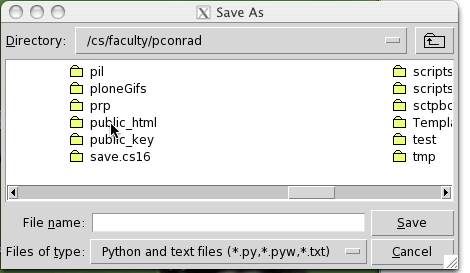 Save As
Directory: /cs/faculty/pconrad
pil scripts
ploneGifs scripts
prp sctpbo
public_html Templa
public_key test
save.cs16 tmp
File name: Save
Files of type: Python and text files (*.py,*.pyw,*.txt) Cancel